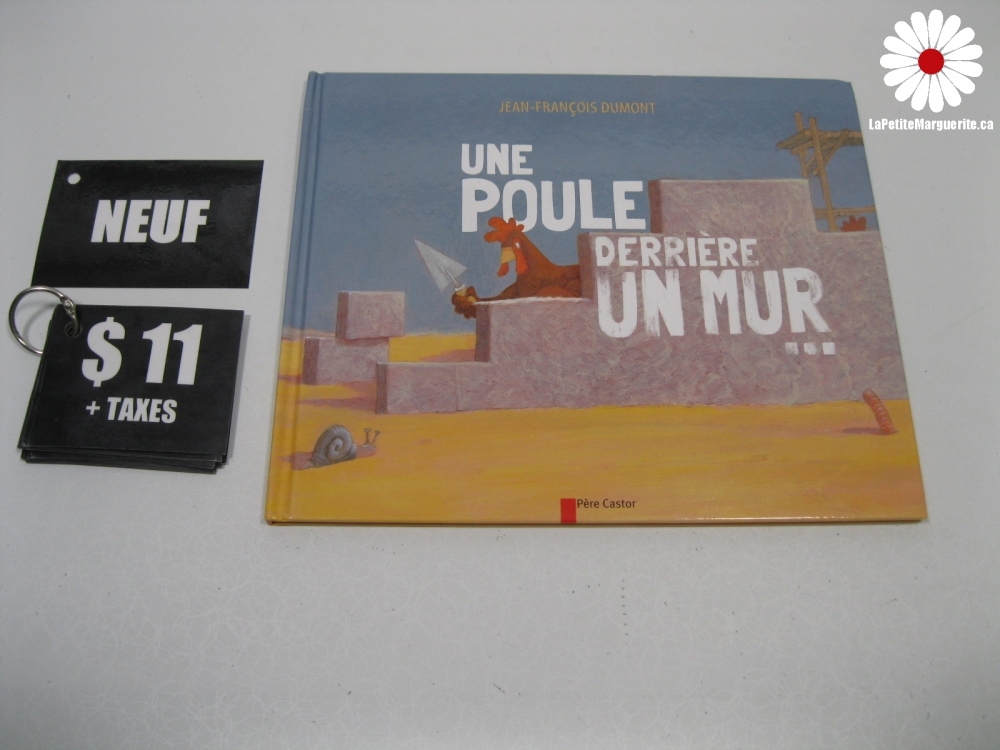 LaPetiteMarguerite.ca
NEUF
$ 11
+ TAXES
JEAN-FRANÇOIS DUMONT
UNE
POULE
DERRIÈRE
UN MUR
...
Père Castor